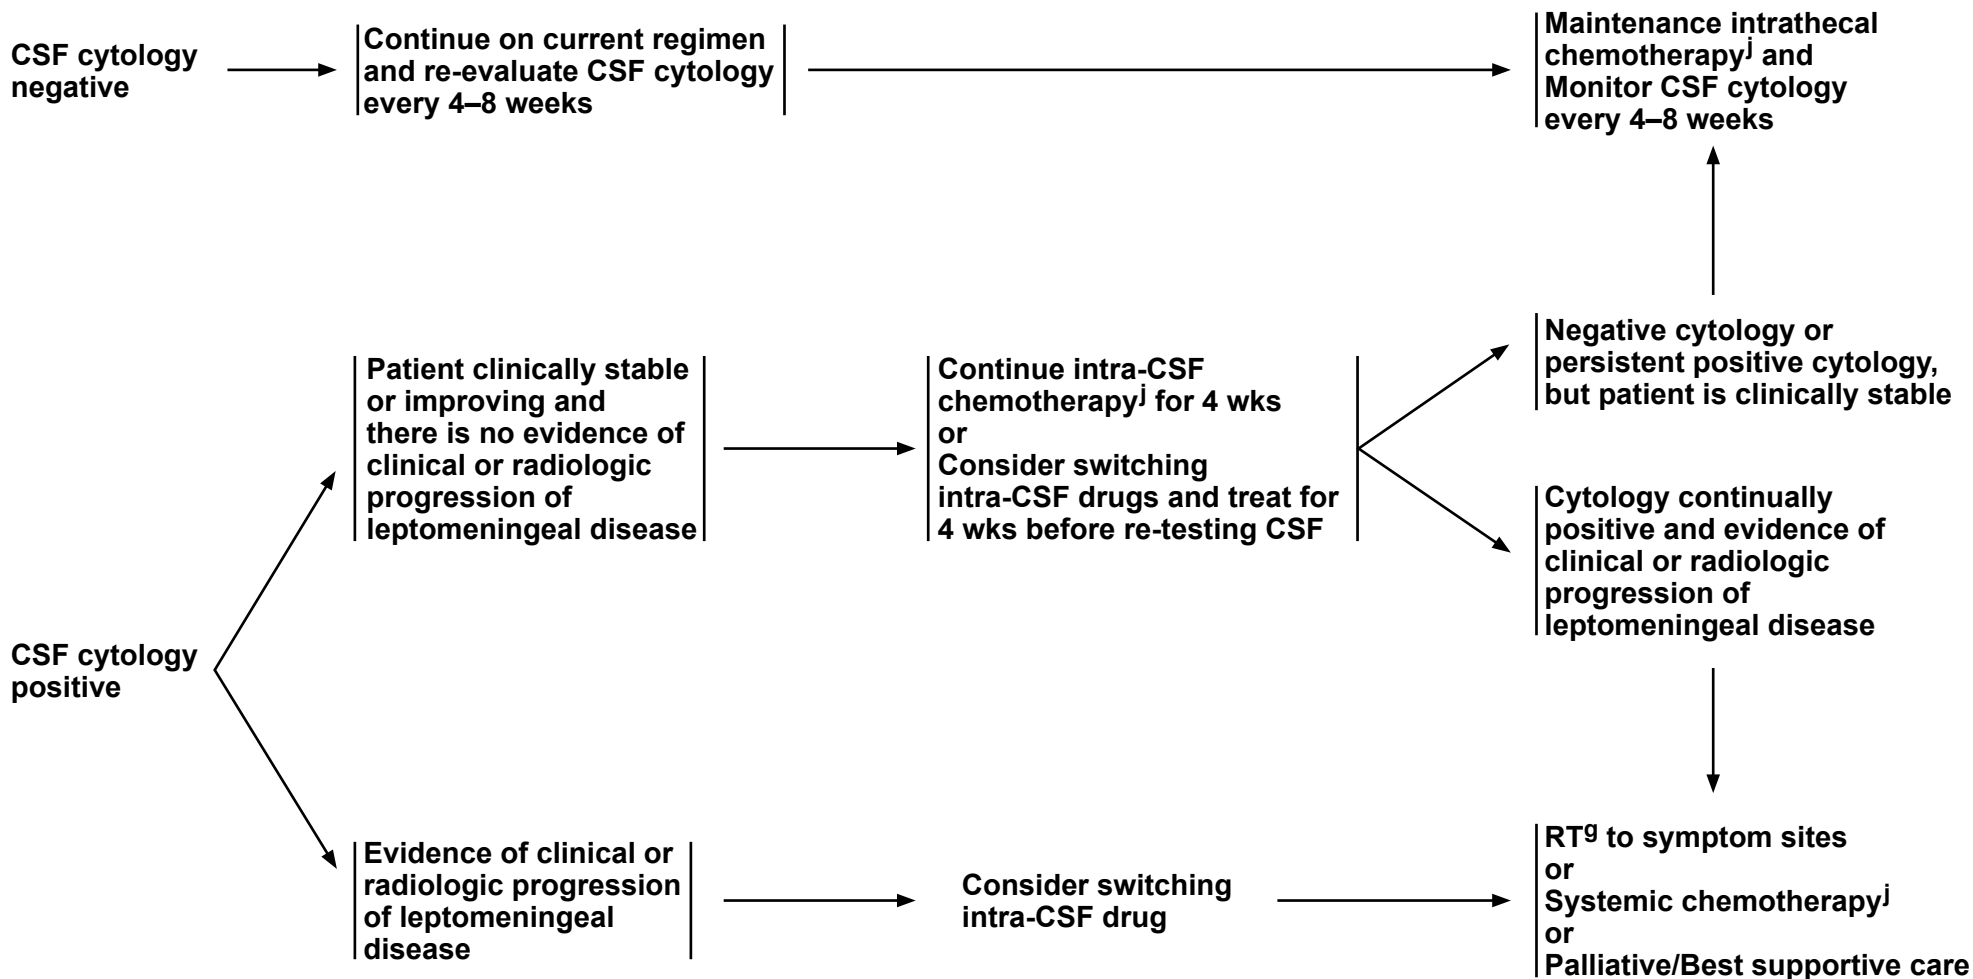 CSF cytology
negative
Continue on current regimen
and re-evaluate CSF cytology
every 4–8 weeks
Maintenance intrathecal
chemotherapyʲ and
Monitor CSF cytology
every 4–8 weeks
CSF cytology
positive
Patient clinically stable
or improving and
there is no evidence of
clinical or radiologic
progression of
leptomeningeal disease
Continue intra-CSF
chemotherapyʲ for 4 wks
or
Consider switching
intra-CSF drugs and treat for
4 wks before re-testing CSF
Negative cytology or
persistent positive cytology,
but patient is clinically stable
Cytology continually
positive and evidence of
clinical or radiologic
progression of
leptomeningeal disease
Evidence of clinical or
radiologic progression
of leptomeningeal
disease
Consider switching
intra-CSF drug
RTᵍ to symptom sites
or
Systemic chemotherapyʲ
or
Palliative/Best supportive care